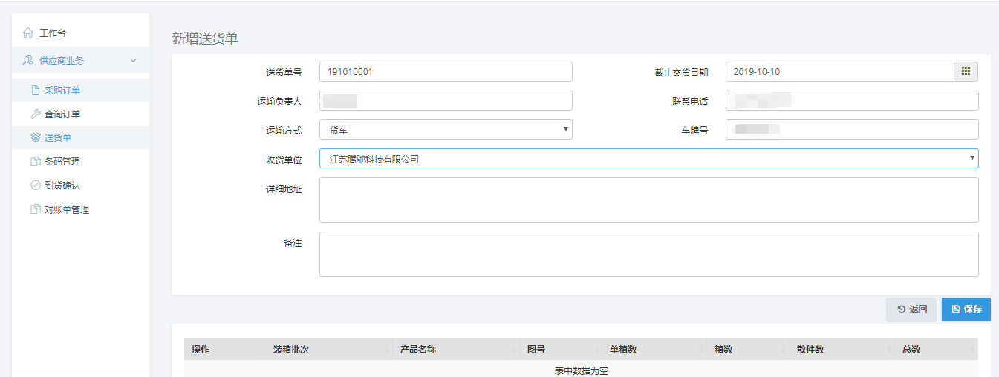 工作台
供应商业务
采购订单
查询订单
送货单
条码管理
到货确认
对账单管理
新增送货单
送货单号 191010001 截止交货日期 2019-10-10
运输负责人 联系电话
运输方式 货车 车牌号
收货单位 江苏腾驰科技有限公司
详细地址
备注
返回 保存
操作 装箱批次 产品名称 图号 单箱数 箱数 散件数 总数
表中数据为空